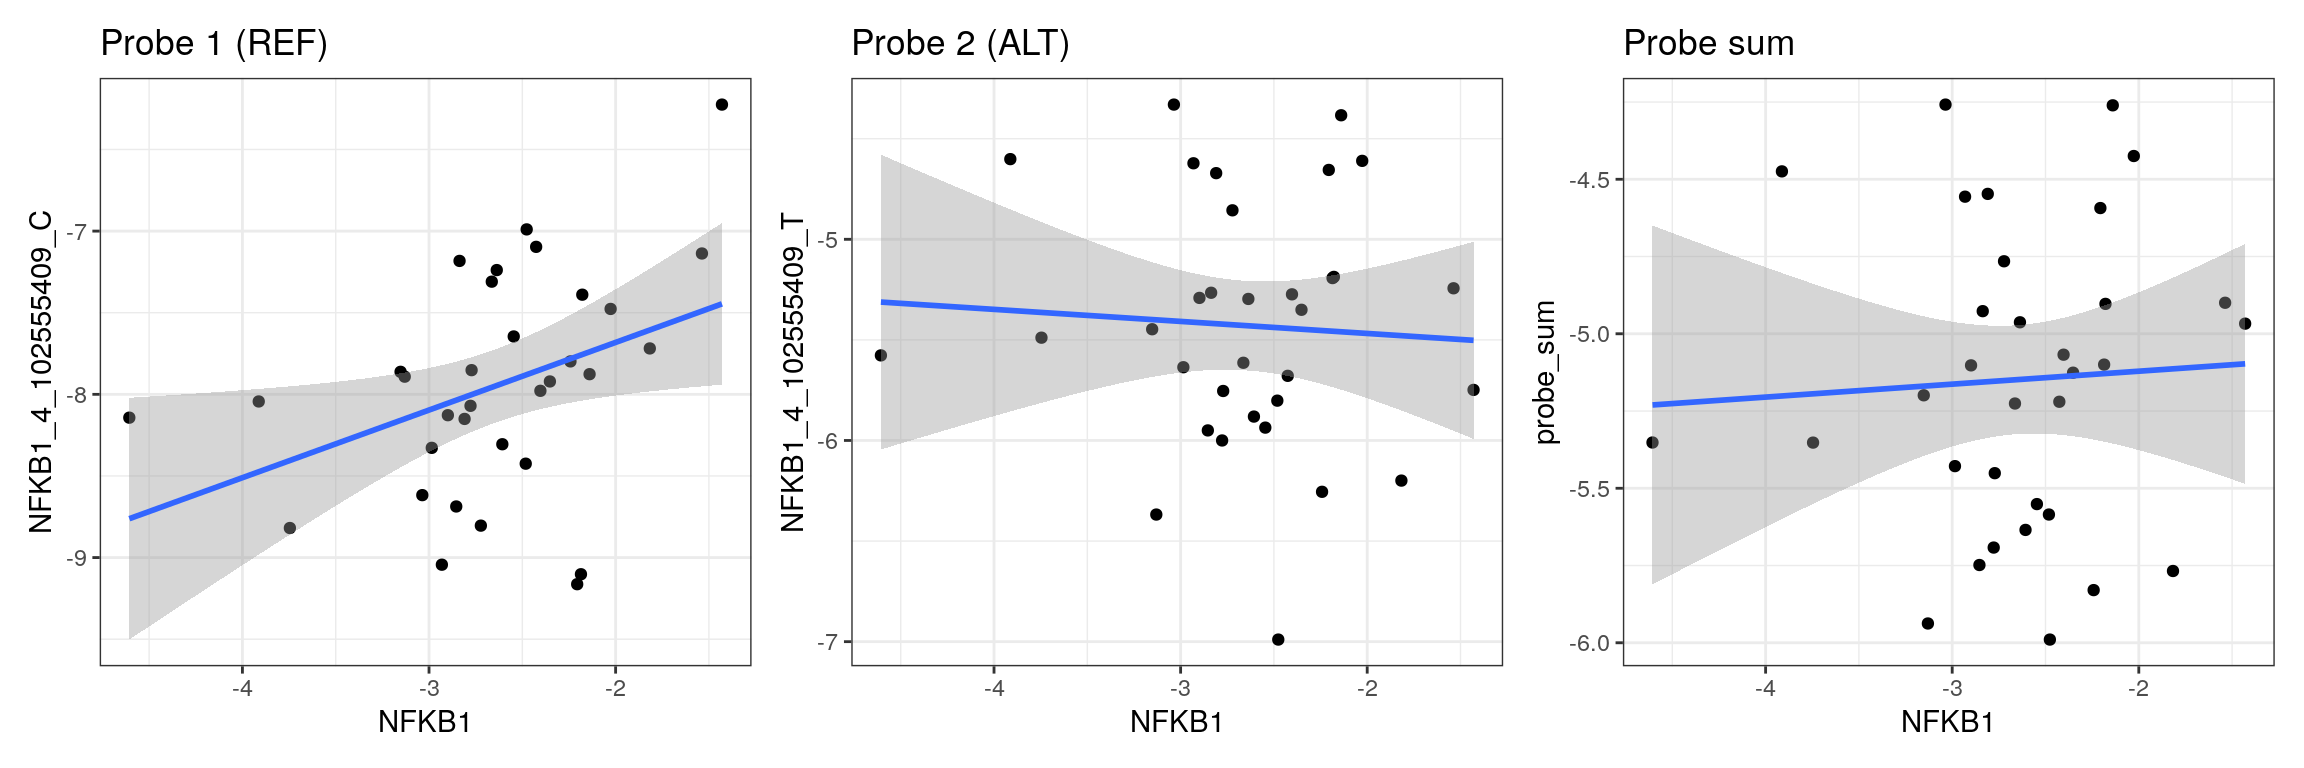 Probe 1 (REF)
NFKB1_4_102555409_C
-7
-8
-9
-4 -3 -2
NFKB1
Probe 2 (ALT)
NFKB1_4_102555409_T
-5
-6
-7
-4 -3 -2
NFKB1
Probe sum
probe_sum
-4.5
-5.0
-5.5
-6.0
-4 -3 -2
NFKB1